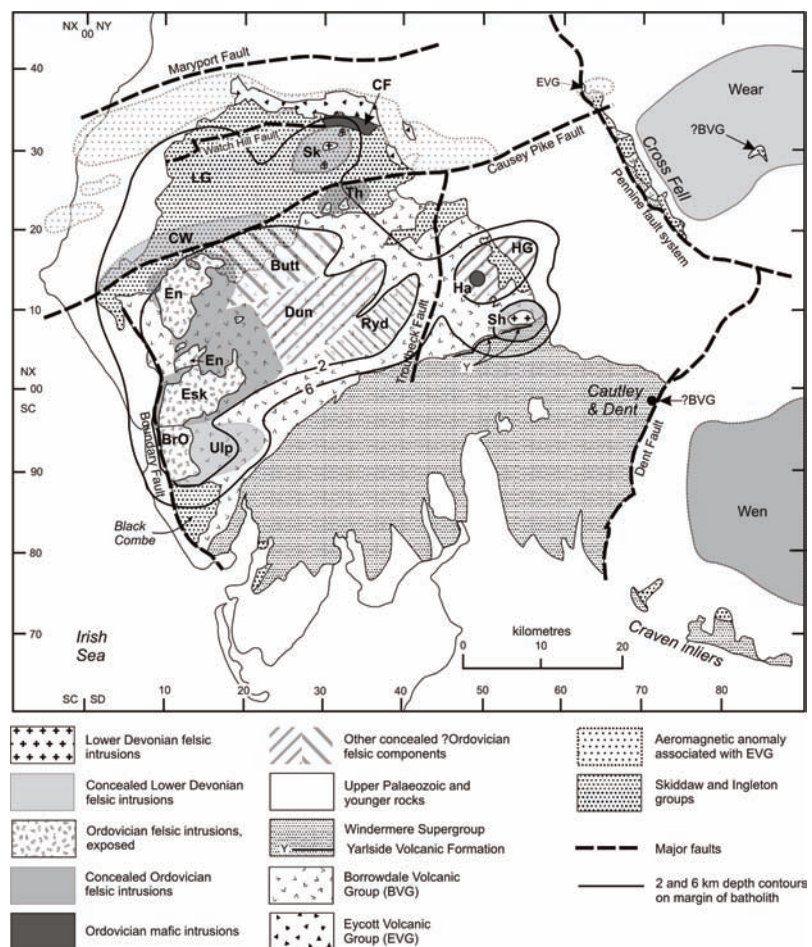 NX NY
00
40
30
20
10
NX
00
SC
90
80
70
SC SD
10
20
30
40
50
60
70
80
90
Maryport Fault
CF
EVG
Wear
?BVG
Watch Hill Fault
Sk
Causey Pike Fault
Cross Fell
LG
Th
Pennine fault system
CW
Butt
HG
En
Ha
Dun
Ryd
Sh
En
2
Troutbeck Fault
Y
Esk
6
Cautley
& Dent
?BVG
Boundary Fault
BrO
Ulp
Dent Fault
Wen
Black
Combe
Irish
Sea
kilometres
0
10
20
Craven inliers
Lower Devonian felsic
intrusions
Concealed Lower Devonian
felsic intrusions
Ordovician felsic intrusions,
exposed
Concealed Ordovician
felsic intrusions
Ordovician mafic intrusions
Other concealed ?Ordovician
felsic components
Upper Palaeozoic and
younger rocks
Windermere Supergroup
Y Yarlside Volcanic Formation
Borrowdale Volcanic
Group (BVG)
Eycott Volcanic
Group (EVG)
Aeromagnetic anomaly
associated with EVG
Skiddaw and Ingleton
groups
Major faults
2 and 6 km depth contours
on margin of batholith